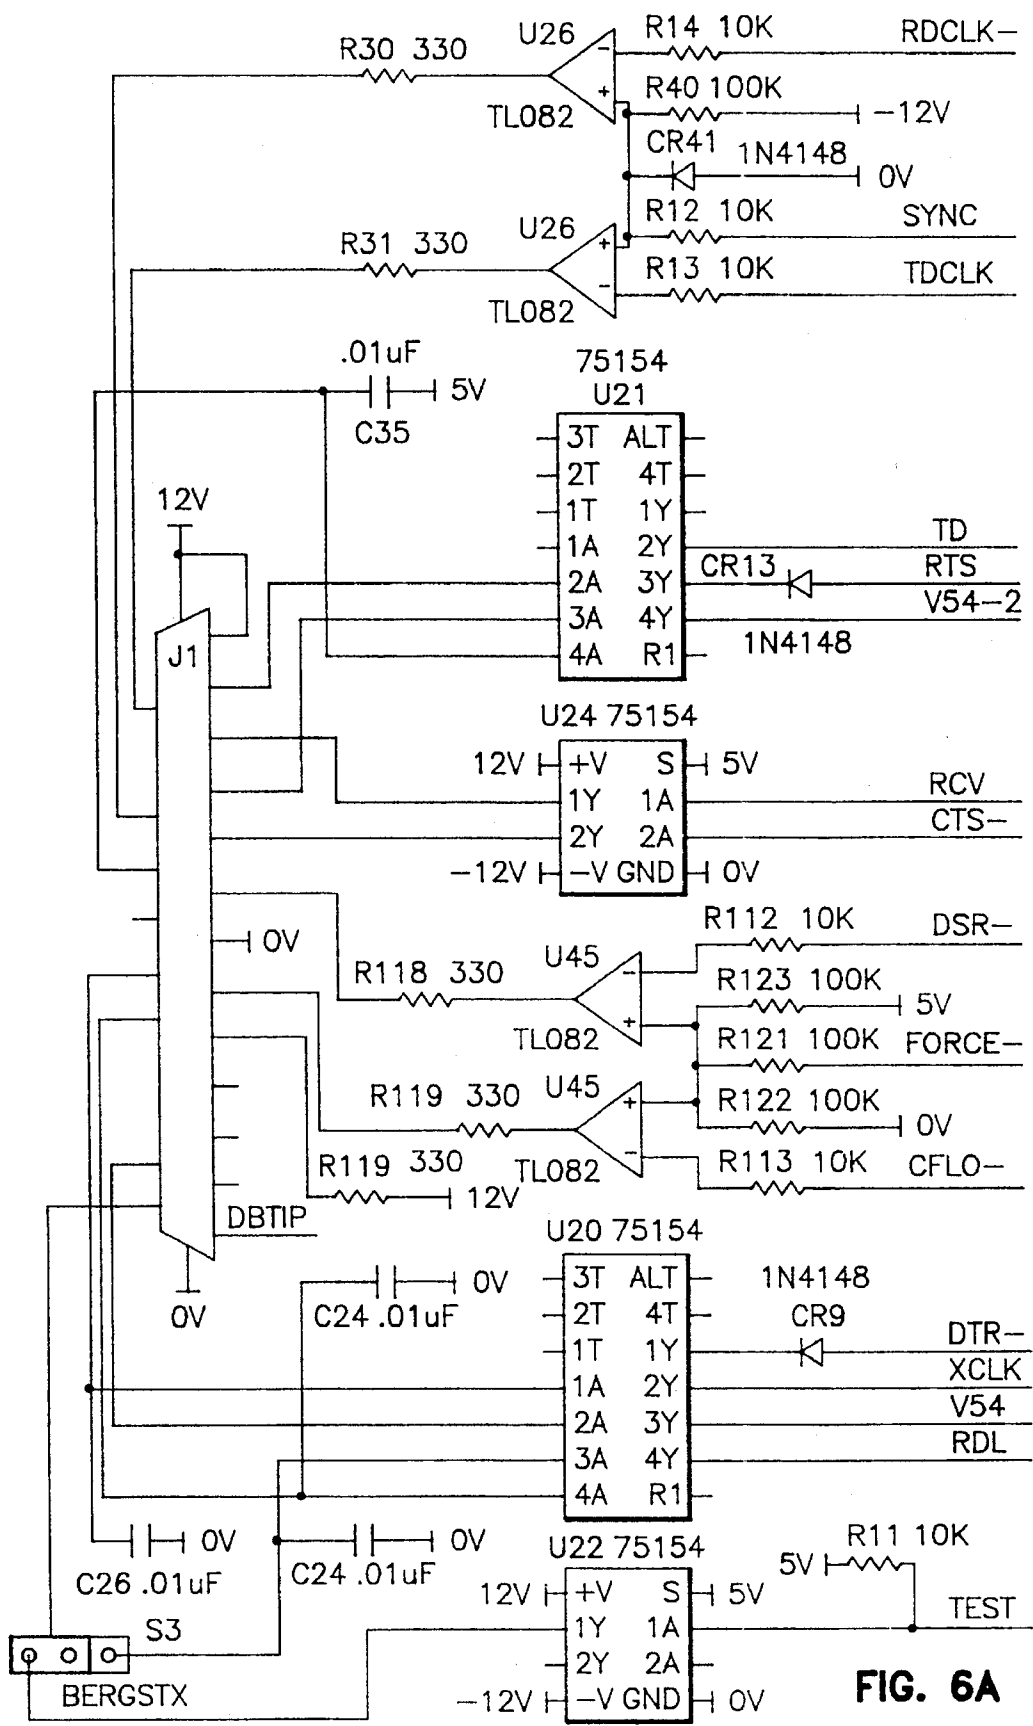 U26
R14 10K
RDCLK-
R30 330
R40 100K
-12V
TL082
CR41
1N4148
0V
R12 10K
SYNC
U26
R31 330
R13 10K
TDCLK
TL082
.01uF
5V
C35
75154
U21
3T ALT
2T 4T
1T 1Y
1A 2Y
2A 3Y
3A 4Y
4A R1
TD
CR13
RTS
V54-2
1N4148
12V
J1
U24 75154
12V +V S 5V
1Y 1A
RCV
2Y 2A
CTS-
-12V -V GND 0V
0V
R112 10K
DSR-
U45
R118 330
R123 100K
5V
TL082
R121 100K
FORCE-
U45
R119 330
R122 100K
0V
R119 330
12V
TL082
R113 10K
CFLO-
DBTIP
0V
U20 75154
0V
C24 .01uF
3T ALT
2T 4T
1T 1Y
1A 2Y
2A 3Y
3A 4Y
4A R1
1N4148
CR9
DTR-
XCLK
V54
RDL
0V
C26 .01uF
0V
C24 .01uF
U22 75154
R11 10K
5V
12V +V S 5V
1Y 1A
TEST
2Y 2A
-12V -V GND 0V
S3
BERGSTX
FIG. 6A